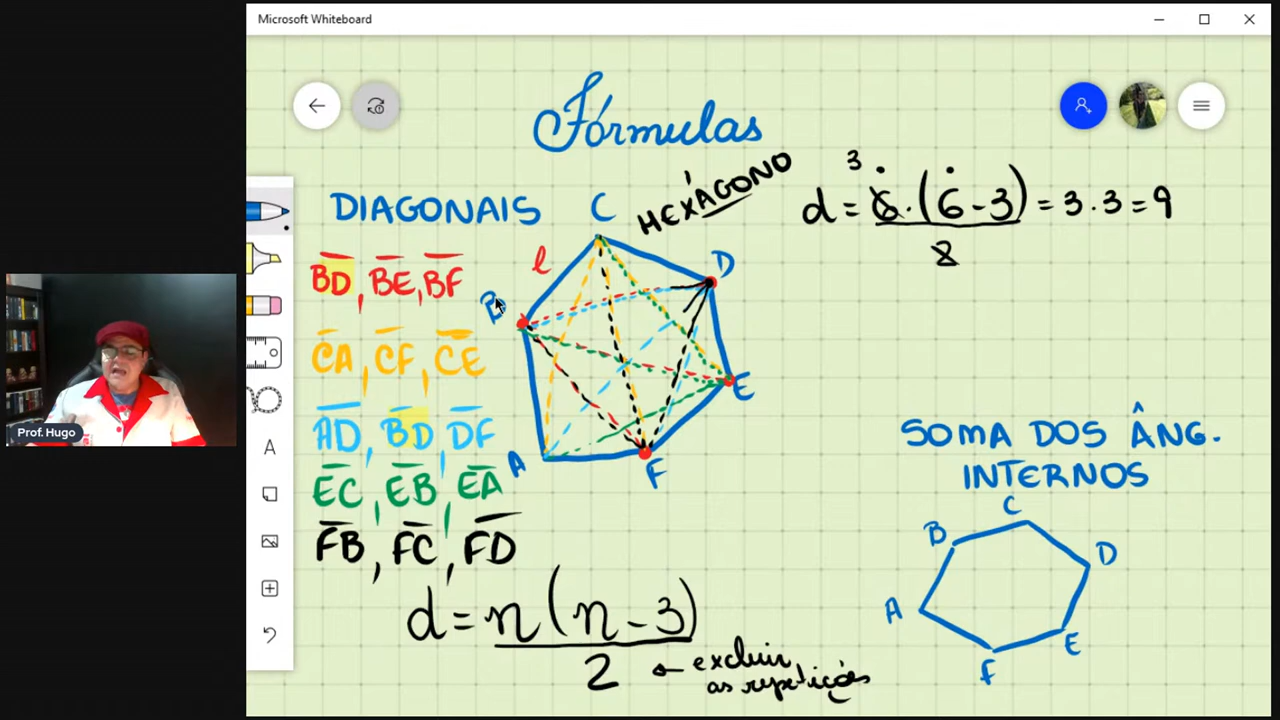 Microsoft Whiteboard
Fórmulas
DIAGONAIS
C
HEXÁGONO
3
d = 6 · (6 - 3) = 3 . 3 = 9
2
l
D
BD, BE, BF
B
CA, CF, CE
E
AD, BD, DF
A
F
EC, EB, EA
FB, FC, FD
d = n(n - 3)
2
excluir
as repetições
SOMA DOS ÂNG.
INTERNOS
C
B
D
A
E
F
Prof. Hugo
A